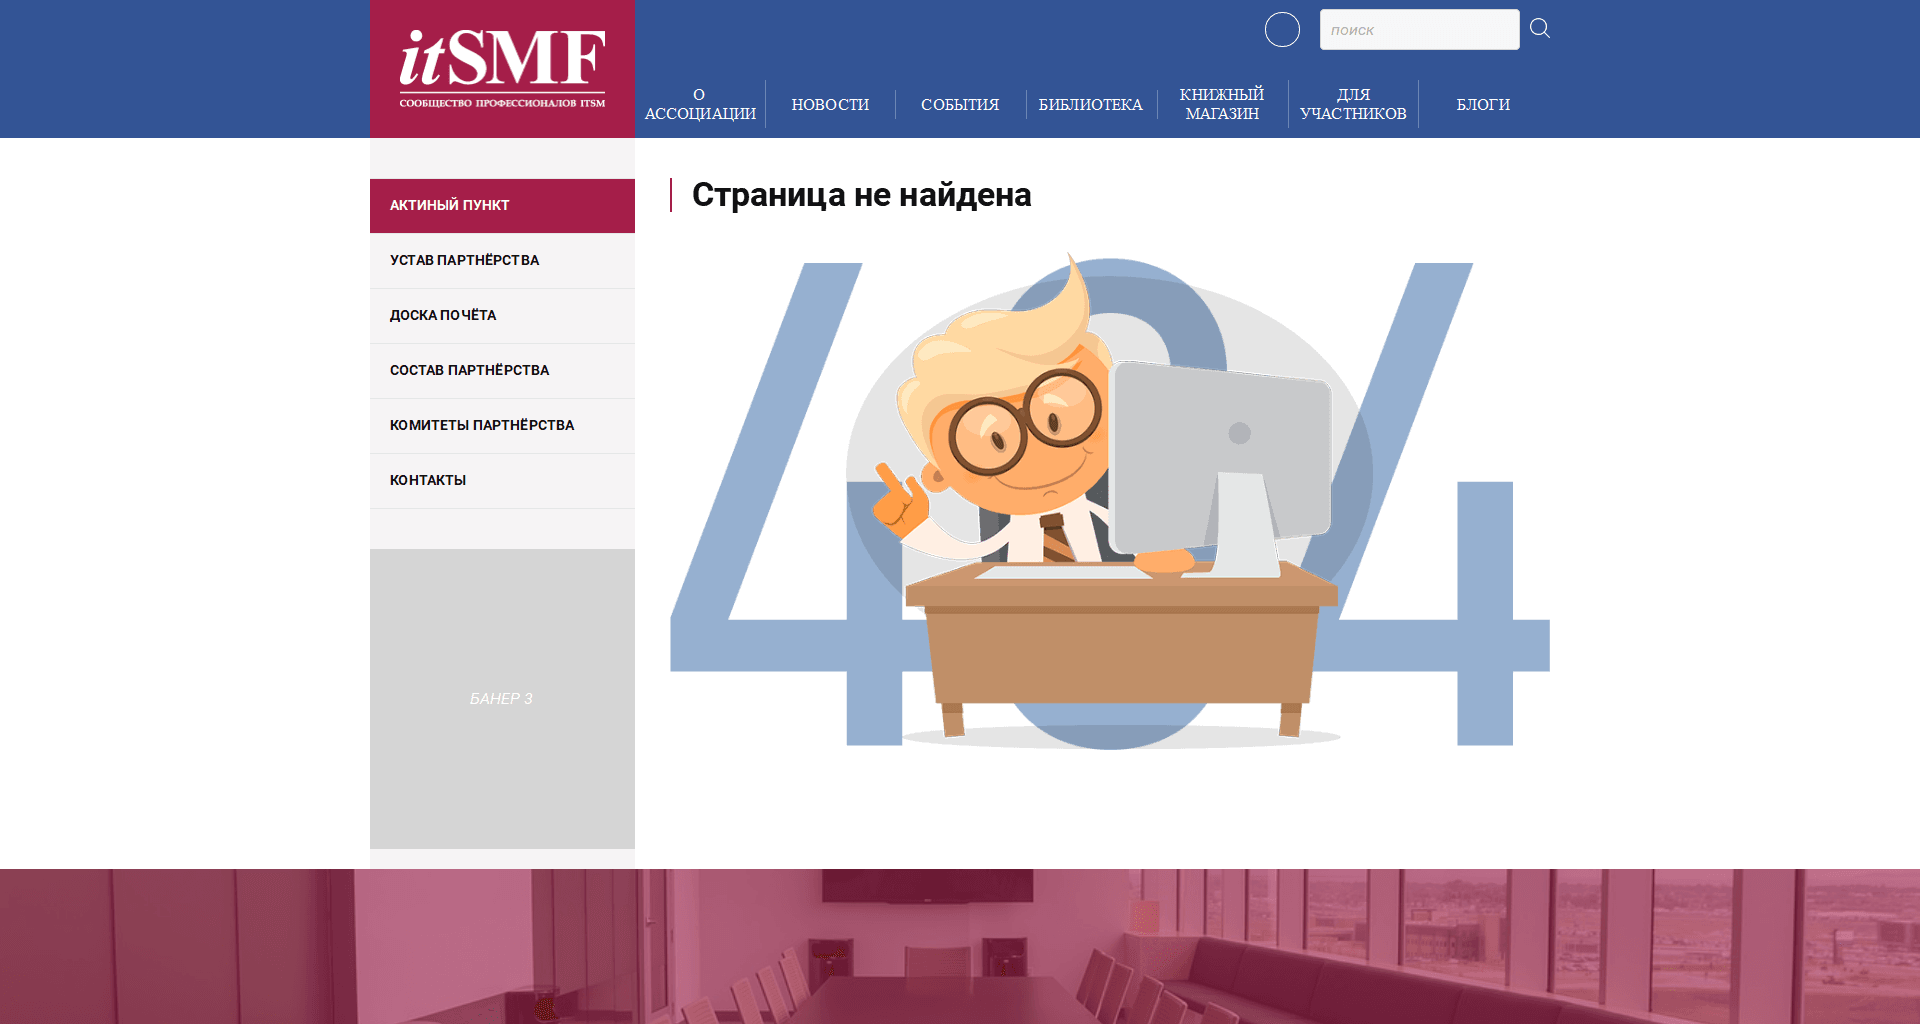 itSMF
СООБЩЕСТВО ПРОФЕССИОНАЛОВ ITSM
поиск
О
АССОЦИАЦИИ
НОВОСТИ
СОБЫТИЯ
БИБЛИОТЕКА
КНИЖНЫЙ
МАГАЗИН
ДЛЯ
УЧАСТНИКОВ
БЛОГИ
АКТИНЫЙ ПУНКТ
УСТАВ ПАРТНЁРСТВА
ДОСКА ПОЧЁТА
СОСТАВ ПАРТНЁРСТВА
КОМИТЕТЫ ПАРТНЁРСТВА
КОНТАКТЫ
БАНЕР 3
Страница не найдена
404